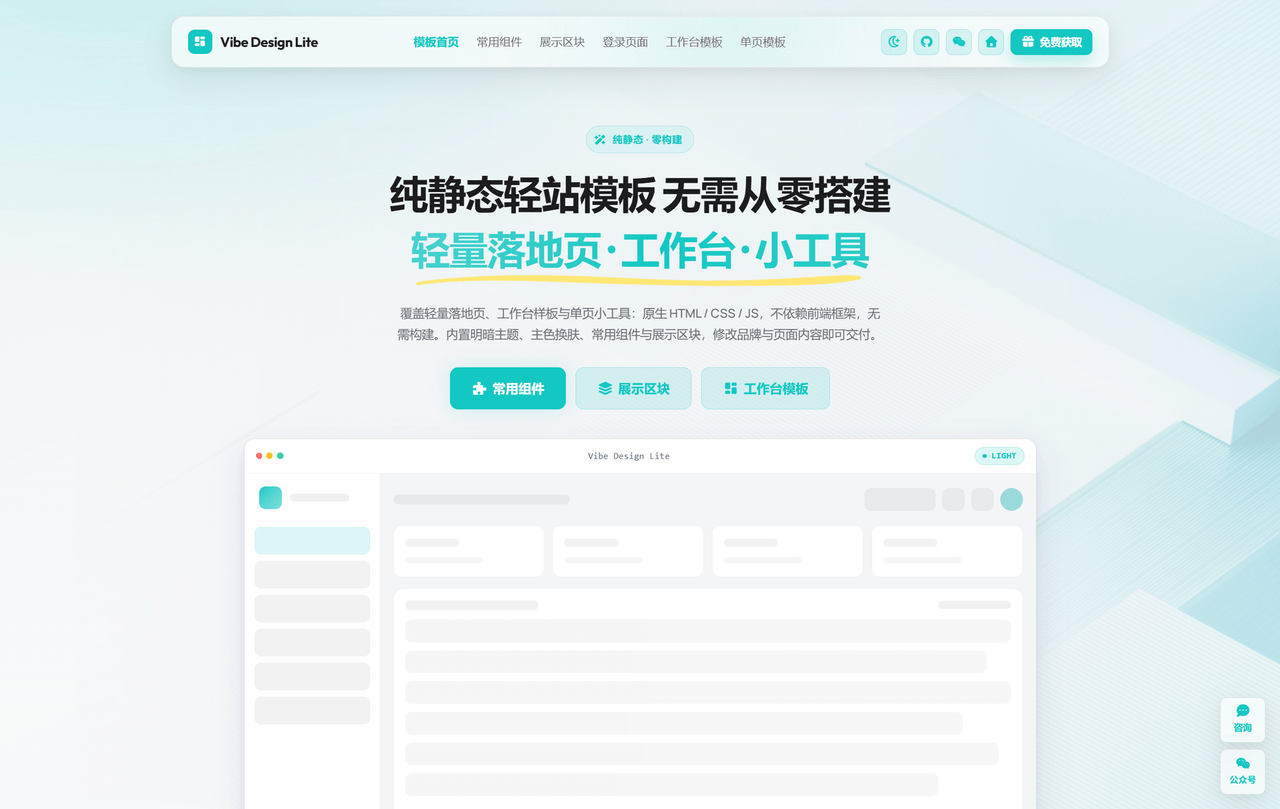 Vibe Design Lite
模板首页
常用组件
展示区块
登录页面
工作台模板
单页模板
免费获取
纯静态 · 零构建
纯静态轻站模板 无需从零搭建
轻量落地页·工作台·小工具
覆盖轻量落地页、工作台样板与单页小工具：原生 HTML / CSS / JS，不依赖前端框架，无
需构建。内置明暗主题、主色换肤、常用组件与展示区块，修改品牌与页面内容即可交付。
常用组件
展示区块
工作台模板
Vibe Design Lite
LIGHT
咨询
公众号